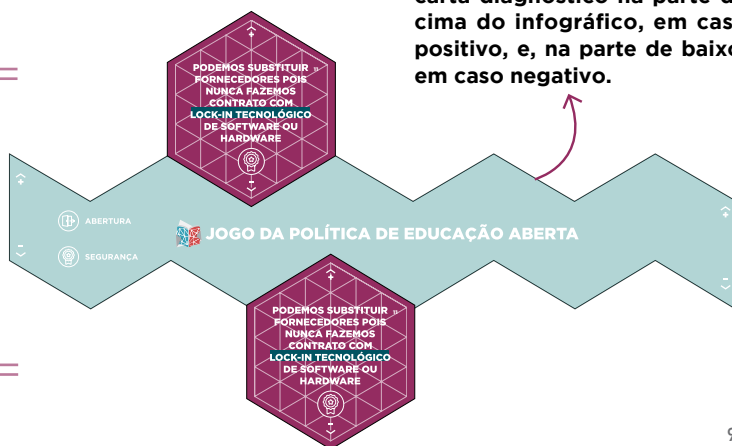 carta diagnóstico na parte d
cima do infográfico, em cas
positivo, e, na parte de baixo
em caso negativo.
PODEMOS SUBSTITUIR
FORNECEDORES POIS
NUNCA FAZEMOS
CONTRATO COM
LOCK-IN TECNOLÓGICO
DE SOFTWARE OU
HARDWARE
ABERTURA
SEGURANÇA
JOGO DA POLÍTICA DE EDUCAÇÃO ABERTA
PODEMOS SUBSTITUIR
FORNECEDORES POIS
NUNCA FAZEMOS
CONTRATO COM
LOCK-IN TECNOLÓGICO
DE SOFTWARE OU
HARDWARE